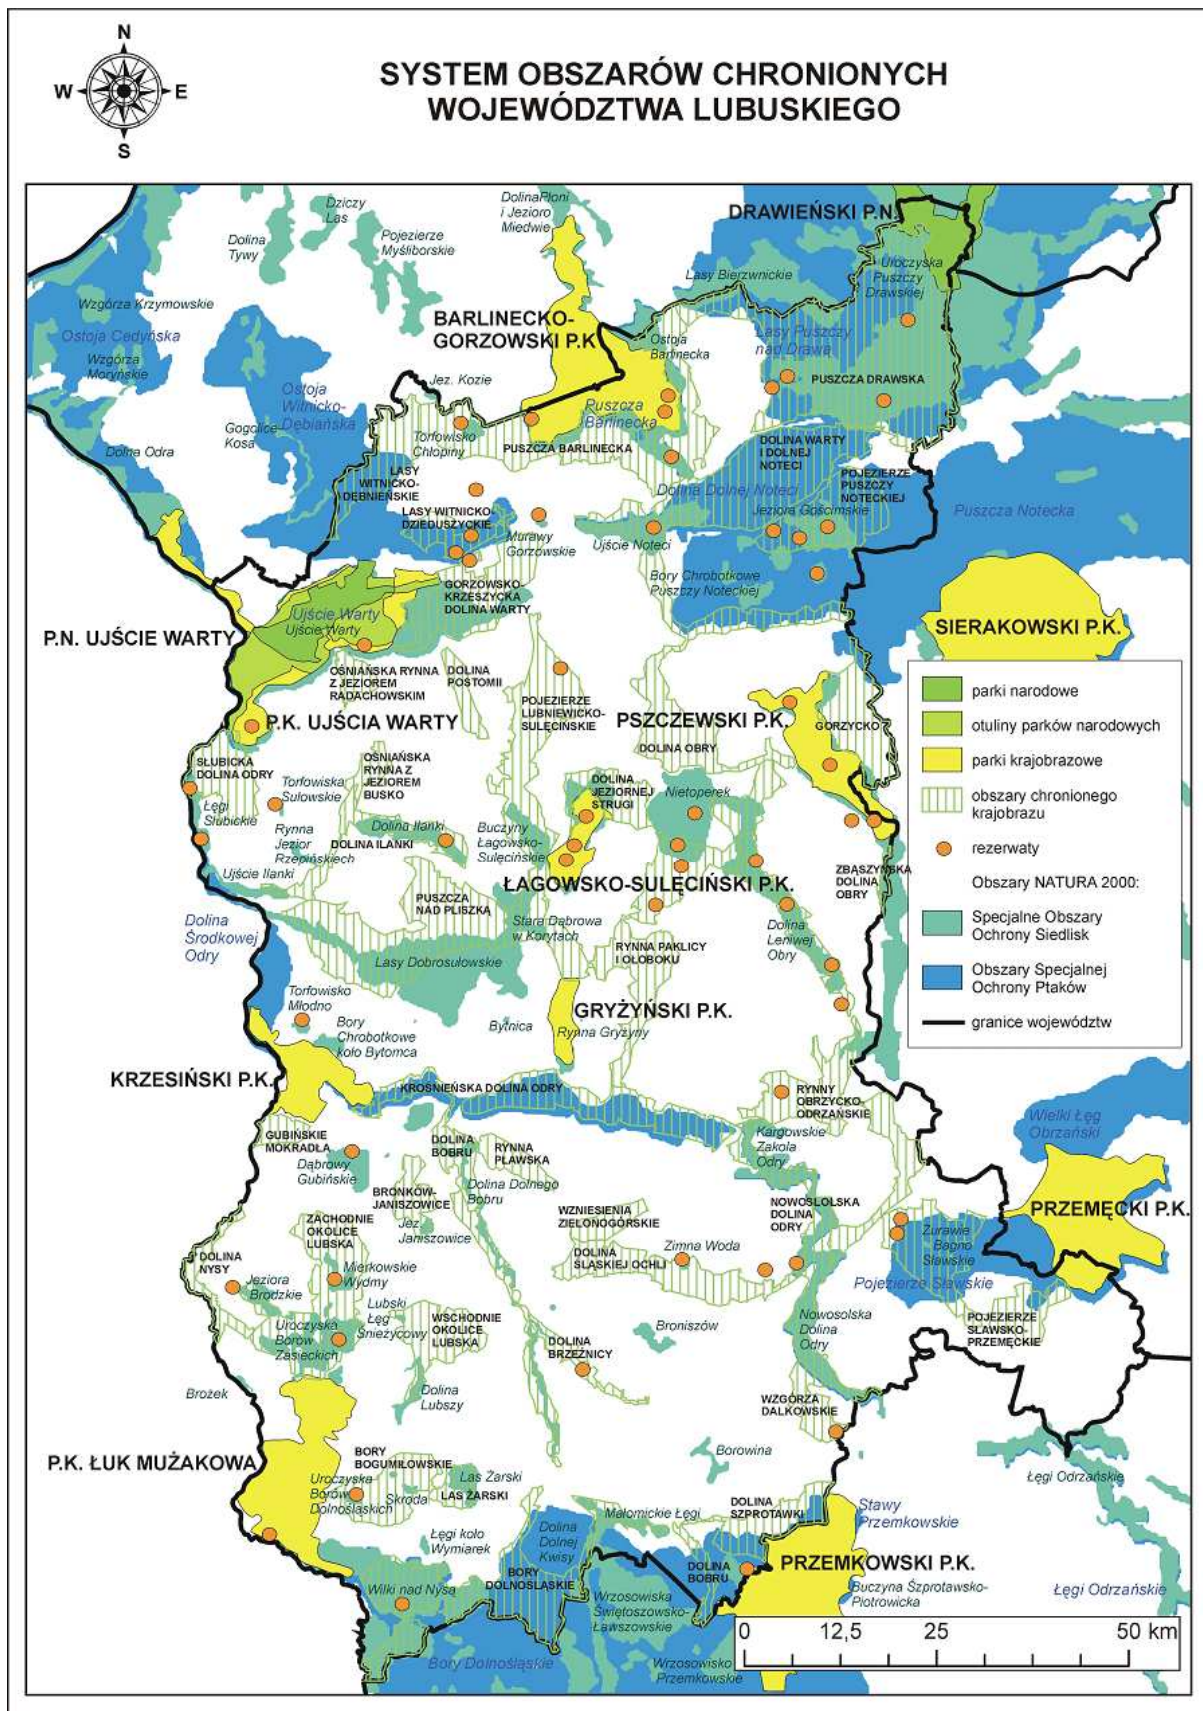 N
W E
S
SYSTEM OBSZARÓW CHRONIONYCH
WOJEWÓDZTWA LUBUSKIEGO
Dziczy
Las
DolinaPłoni
i Jezioro
Miedwie
DRAWIEŃSKI P.N.
Dolina
Tywy
Pojezierze
Myśliborskie
Lasy Bierzwnickie
Uroczyska
Puszczy
Drawskiej
Wzgórza Krzymowskie
Ostoja Cedyńska
Wzgórza
Moryńskie
BARLINECKO-
GORZOWSKI P.K.
Ostoja
Barlinecka
Lasy Puszczy
nad Drawą
Jez. Kozie
PUSZCZA DRAWSKA
Ostoja
Witnicko-
Dębiańska
Puszcza
Barlinecka
Gogolice
Kosa
Torfowisko
Chłopiny
PUSZCZA BARLINECKA
DOLINA WARTY
I DOLNEJ
NOTECI
Dolna Odra
LASY
WITNICKO-
DĘBNIEŃSKIE
POJEZIERZE
PUSZCZY
NOTECKIEJ
Dolina Dolnej Noteci
LASY WITNICKO-
DZIEDUSZYCKIE
Jeziora Gościmskie
Puszcza Notecka
Murawy
Gorzowskie
Ujście Noteci
Bory Chrobotkowe
Puszczy Noteckiej
GORZOWSKO-
KRZESZYCKA
DOLINA WARTY
Ujście Warty
Ujście Warty
P.N. UJŚCIE WARTY
SIERAKOWSKI P.K.
OŚNIAŃSKA RYNNA
Z JEZIOREM
RADACHOWSKIM
DOLINA
POSTOMII
POJEZIERZE
LUBNIEWICKO-
SULĘCIŃSKIE
P.K. UJŚCIA WARTY
PSZCZEWSKI P.K.
GORZYCKO
DOLINA OBRY
parki narodowe
otuliny parków narodowych
parki krajobrazowe
obszary chronionego
krajobrazu
rezerwaty
Obszary NATURA 2000:
Specjalne Obszary
Ochrony Siedlisk
Obszary Specjalnej
Ochrony Ptaków
granice województw
SŁUBICKA
DOLINA ODRY
OŚNIAŃSKA
RYNNA Z
JEZIOREM
BUSKO
Torfowiska
Sułowskie
DOLINA
JEZIORNEJ
STRUGI
Nietoperek
Łęgi
Słubickie
Rynna
Jezior
Rzepińskiech
Dolina Ilanki
DOLINA ILANKI
Buczyny
Łagowsko-
Sulęcińskie
Ujście Ilanki
ŁAGOWSKO-SULĘCIŃSKI P.K.
ZBĄSZYŃSKA
DOLINA
OBRY
PUSZCZA
NAD PLISZKĄ
Stara Dąbrowa
w Korytach
Dolina
Środkowej
Odry
Dolina
Leniwej
Obry
RYNNA PAKLICY
I OŁOBOKU
Lasy Dobrosułowskie
Torfowisko
Młodno
GRYŻYŃSKI P.K.
Bytnica
Rynna Gryżyny
Bory
Chrobotkowe
koło Bytomca
KRZESIŃSKI P.K.
KROŚNIEŃSKA DOLINA ODRY
RYNNY
OBRZYCKO-
ODRZAŃSKIE
Wielki Łęg
Obrzański
GUBIŃSKIE
MOKRADŁA
Dąbrowy
Gubińskie
DOLINA
BOBRU
RYNNA
PŁAWSKA
Kargowskie
Zakola
Odry
Dolina Dolnego
Bobru
BRONKÓW-
JANISZOWICE
Jez.
Janiszowice
WZNIESIENIA
ZIELONOGÓRSKIE
NOWOSLOLSKA
DOLINA
ODRY
PRZEMĘCKI P.K.
ZACHODNIE
OKOLICE
LUBSKA
DOLINA
NYSY
DOLINA
ŚLĄSKIEJ OCHLI
Zimna Woda
Żurawie
Bagno
Sławskie
Mierkowskie
Wydmy
Jeziora
Brodzkie
Pojezierze Sławskie
Lubski
Łęg
Śnieżycowy
WSCHODNIE
OKOLICE
LUBSKA
Uroczyska
Borów
Zasieckich
Broniszów
Nowosolska
Dolina
Odry
POJEZIERZE
SŁAWSKO-
PRZEMĘCKIE
DOLINA
BRZEŹNICY
Brożek
Dolina
Lubszy
WZGÓRZA
DALKOWSKIE
P.K. ŁUK MUŻAKOWA
BORY
BOGUMIŁOWSKIE
Borowina
Łęgi Odrzańskie
Uroczyska
Borów
Dolnośląskich
Skroda
Las Żarski
LAS ŻARSKI
DOLINA
SZPROTAWKI
Małomickie Łęgi
Stawy
Przemkowskie
Łęgi koło
Wymiarek
Dolina
Dolnej
Kwisy
PRZEMKOWSKI P.K.
BORY
DOLNOŚLĄSKIE
DOLINA
BOBRU
Wilki nad Nysą
Wrzosowiska
Świętoszowsko-
Ławszowskie
Buczyna Szprotawsko-
Piotrowicka
Łęgi Odrzańskie
Bory Dolnośląskie
Wrzosowisko
Przemkowskie
0 12,5 25 50 km